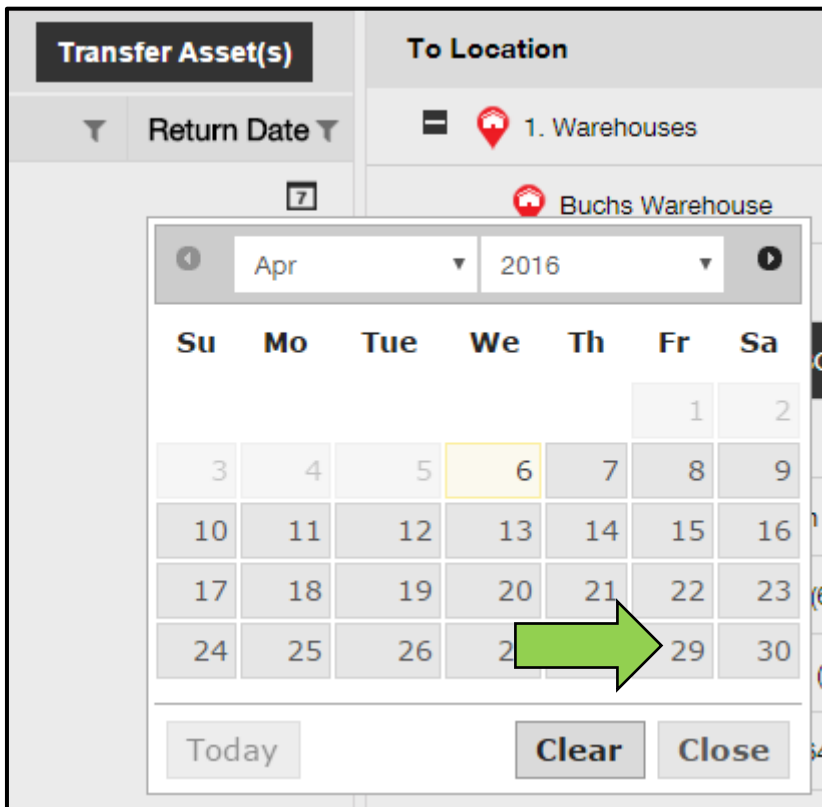 Transfer Asset(s) To Location
Return Date 1. Warehouses
7
Buchs Warehouse
Apr 2016
Su Mo Tue We Th Fr Sa
1 2
3 4 5 6 7 8 9
10 11 12 13 14 15 16
17 18 19 20 21 22 23
24 25 26 29 30
Today Clear Close